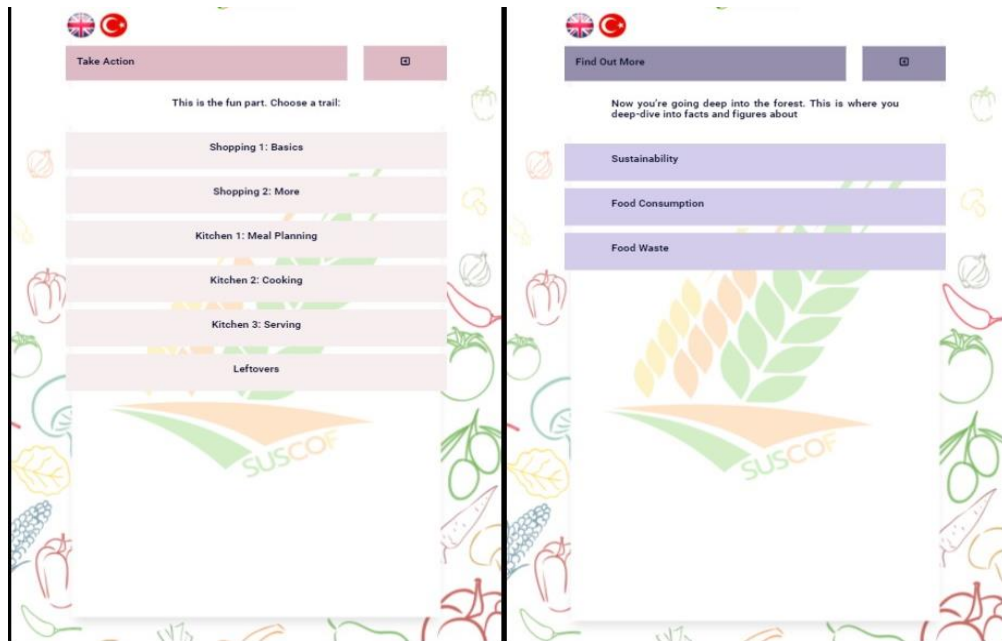 Take Action
This is the fun part. Choose a trail:
Shopping 1: Basics
Shopping 2: More
Kitchen 1: Meal Planning
Kitchen 2: Cooking
Kitchen 3: Serving
Leftovers
SUSCOF
Find Out More
Now you're going deep into the forest. This is where you
deep-dive into facts and figures about
Sustainability
Food Consumption
Food Waste
SUSCOF